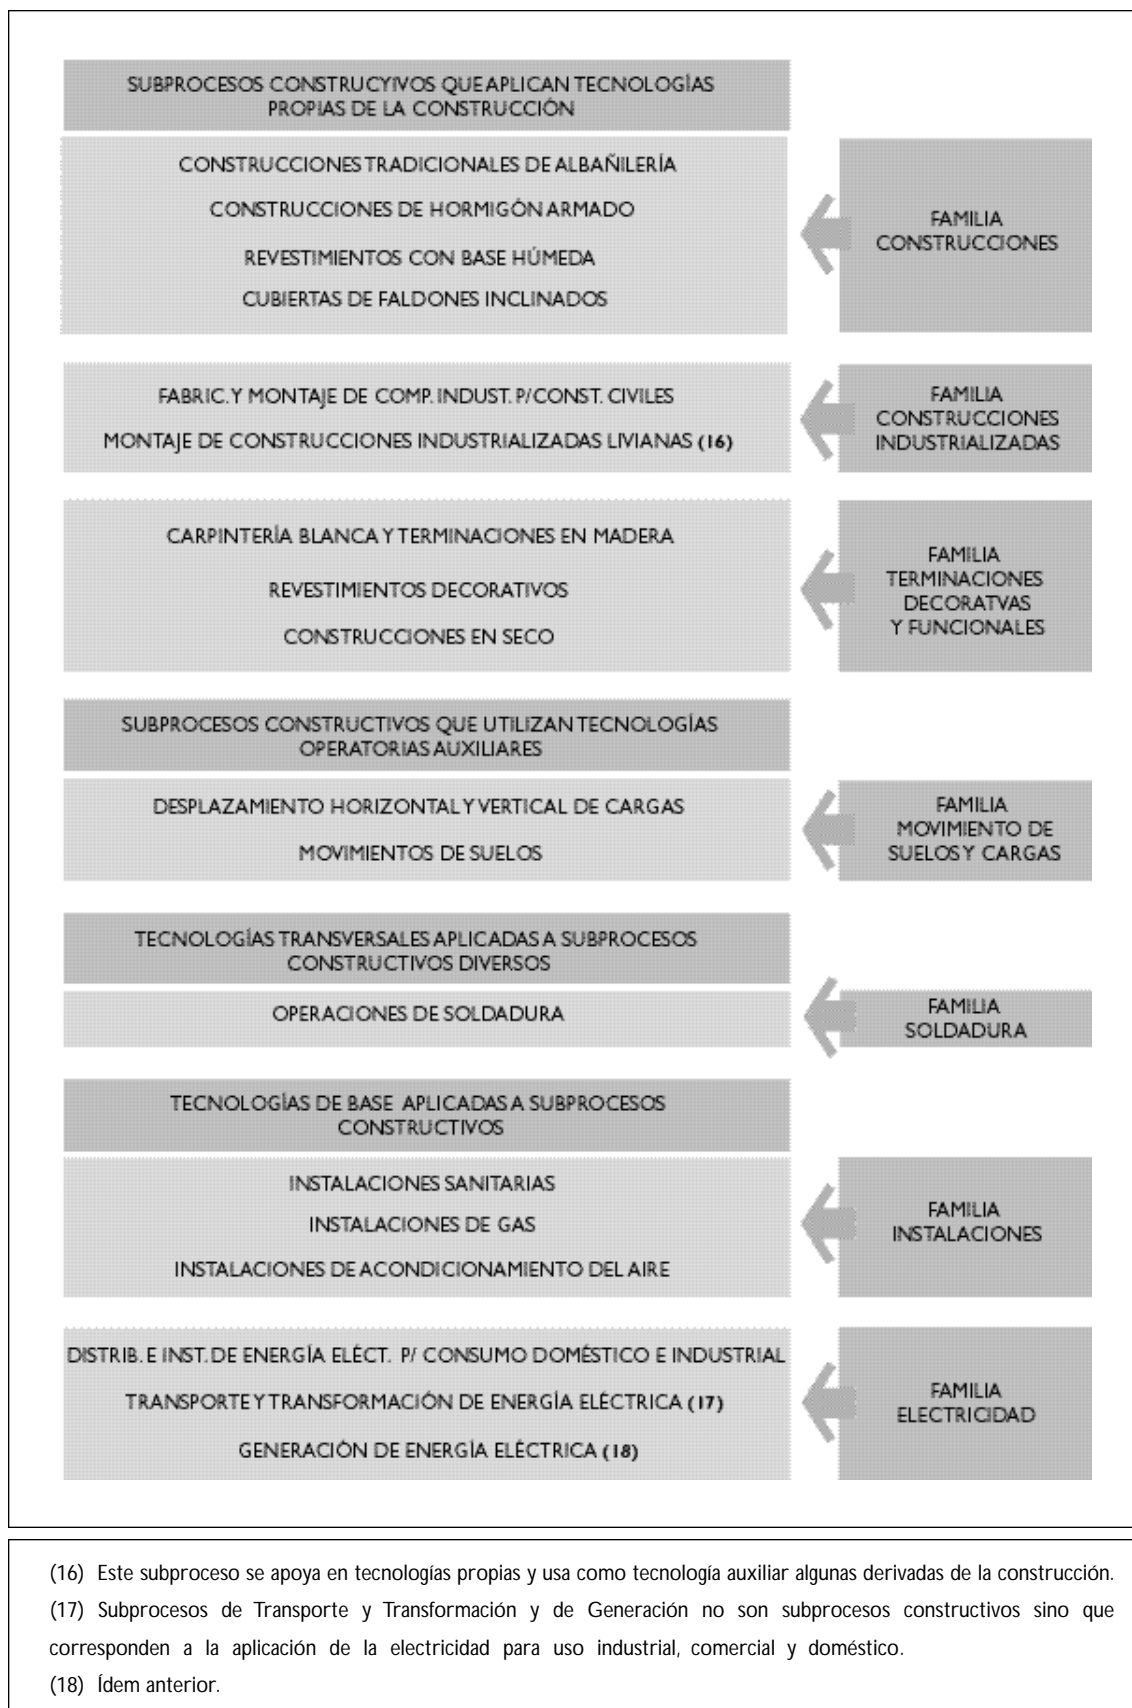 SUBPROCESOS CONSTRUCYIVOS QUE APLICAN TECNOLOGÍAS
PROPIAS DE LA CONSTRUCCIÓN
CONSTRUCCIONES TRADICIONALES DE ALBAÑILERÍA
CONSTRUCCIONES DE HORMIGÓN ARMADO
REVESTIMIENTOS CON BASE HÚMEDA
CUBIERTAS DE FALDONES INCLINADOS
FAMILIA
CONSTRUCCIONES
FABRIC. Y MONTAJE DE COMP. INDUST. P/CONST. CIVILES
MONTAJE DE CONSTRUCCIONES INDUSTRIALIZADAS LIVIANAS (16)
FAMILIA
CONSTRUCCIONES
INDUSTRIALIZADAS
CARPINTERÍA BLANCA Y TERMINACIONES EN MADERA
REVESTIMIENTOS DECORATIVOS
CONSTRUCCIONES EN SECO
FAMILIA
TERMINACIONES
DECORATVAS
Y FUNCIONALES
SUBPROCESOS CONSTRUCTIVOS QUE UTILIZAN TECNOLOGÍAS
OPERATORIAS AUXILIARES
DESPLAZAMIENTO HORIZONTAL Y VERTICAL DE CARGAS
MOVIMIENTOS DE SUELOS
FAMILIA
MOVIMIENTO DE
SUELOS Y CARGAS
TECNOLOGÍAS TRANSVERSALES APLICADAS A SUBPROCESOS
CONSTRUCTIVOS DIVERSOS
OPERACIONES DE SOLDADURA
FAMILIA
SOLDADURA
TECNOLOGÍAS DE BASE APLICADAS A SUBPROCESOS
CONSTRUCTIVOS
INSTALACIONES SANITARIAS
INSTALACIONES DE GAS
INSTALACIONES DE ACONDICIONAMIENTO DEL AIRE
FAMILIA
INSTALACIONES
DISTRIB. E INST. DE ENERGÍA ELÉCT. P/ CONSUMO DOMÉSTICO E INDUSTRIAL
TRANSPORTE Y TRANSFORMACIÓN DE ENERGÍA ELÉCTRICA (17)
GENERACIÓN DE ENERGÍA ELÉCTRICA (18)
FAMILIA
ELECTRICIDAD
(16) Este subproceso se apoya en tecnologías propias y usa como tecnología auxiliar algunas derivadas de la construcción.
(17) Subprocesos de Transporte y Transformación y de Generación no son subprocesos constructivos sino que
corresponden a la aplicación de la electricidad para uso industrial, comercial y doméstico.
(18) Ídem anterior.